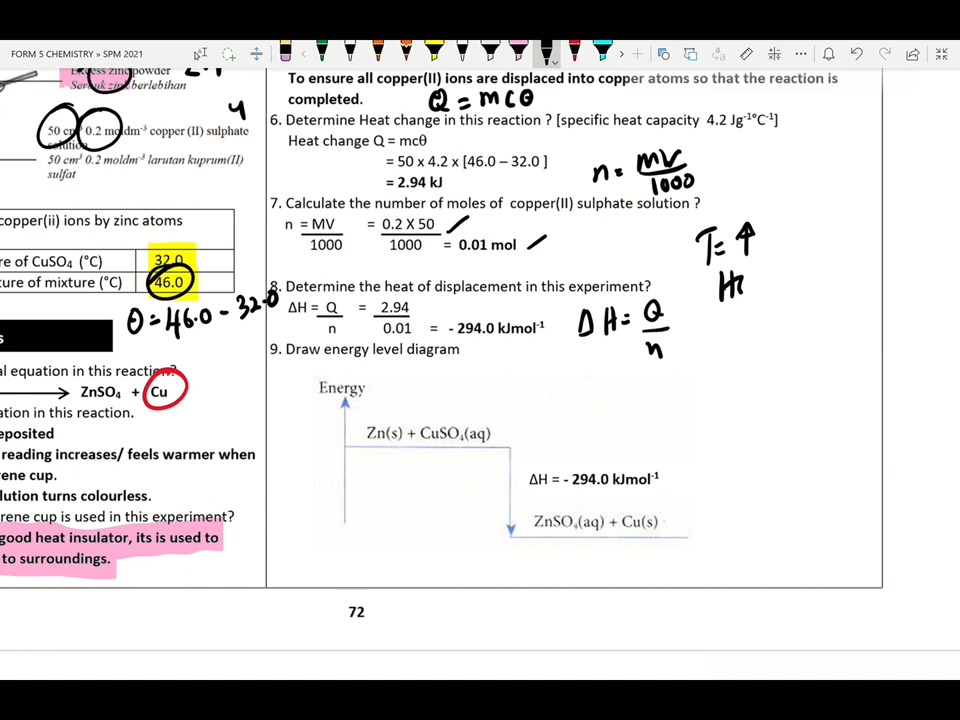 FORM 5 CHEMISTRY » SPM 2021
Excess zinc powder
Serbuk zink berlebihan
50 cm³ 0.2 moldm⁻³ copper (II) sulphate
solution
50 cm³ 0.2 moldm⁻³ larutan kuprum(II)
sulfat
copper(ii) ions by zinc atoms
re of CuSO₄ (°C) 32.0
ture of mixture (°C) 46.0
θ = 46.0 - 32.0
s
al equation in this reaction?
ZnSO₄ + Cu
ation in this reaction.
eposited
reading increases/ feels warmer when
rene cup.
lution turns colourless.
rene cup is used in this experiment?
good heat insulator, its is used to
to surroundings.
To ensure all copper(II) ions are displaced into copper atoms so that the reaction is
completed.
Q = mcθ
6. Determine Heat change in this reaction ? [specific heat capacity 4.2 Jg⁻¹°C⁻¹]
Heat change Q = mcθ
= 50 x 4.2 x [46.0 – 32.0 ]
= 2.94 kJ
n = MV
1000
7. Calculate the number of moles of copper(II) sulphate solution ?
n = MV = 0.2 X 50
1000 1000 = 0.01 mol
T = ↑
8. Determine the heat of displacement in this experiment?
ΔH = Q = 2.94
n 0.01 = - 294.0 kJmol⁻¹
ΔH = Q
n
9. Draw energy level diagram
Energy
Zn(s) + CuSO₄(aq)
ΔH = - 294.0 kJmol⁻¹
ZnSO₄(aq) + Cu(s)
72